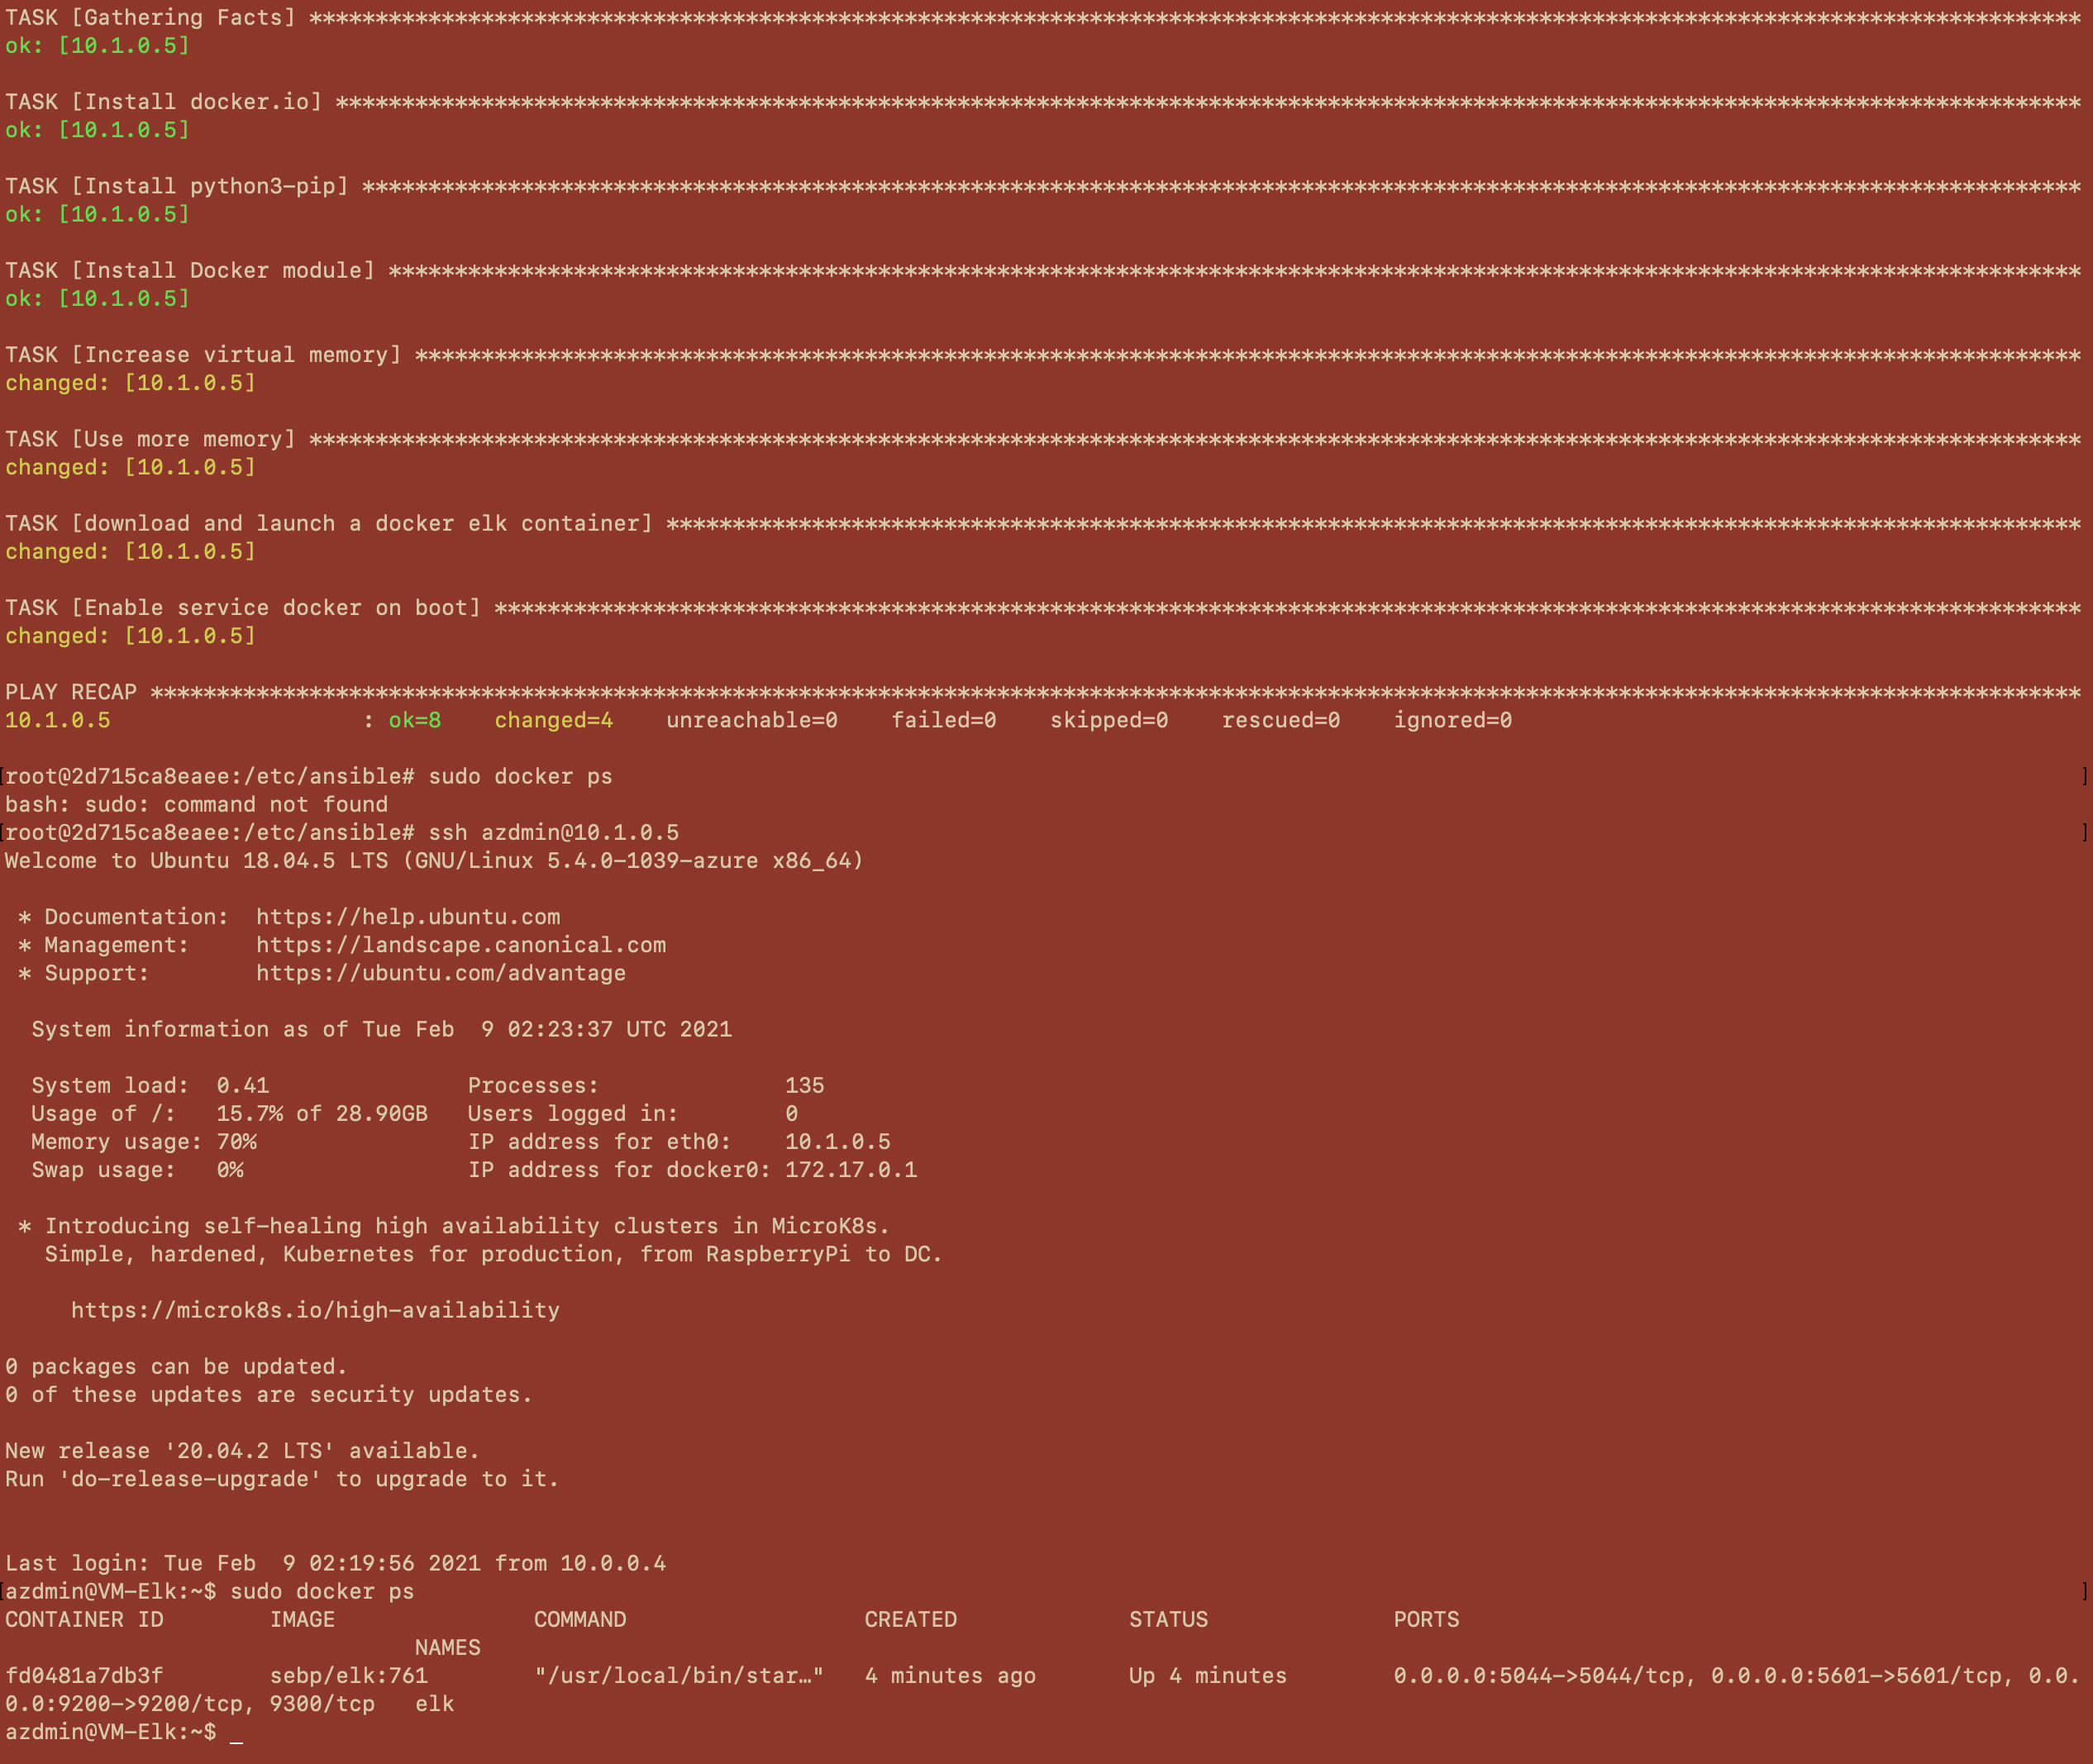 TASK [Gathering Facts] **************************************************************************************************************************************
ok: [10.1.0.5]
TASK [Install docker.io] ************************************************************************************************************************************
ok: [10.1.0.5]
TASK [Install python3-pip] **********************************************************************************************************************************
ok: [10.1.0.5]
TASK [Install Docker module] ********************************************************************************************************************************
ok: [10.1.0.5]
TASK [Increase virtual memory] ******************************************************************************************************************************
changed: [10.1.0.5]
TASK [Use more memory] **************************************************************************************************************************************
changed: [10.1.0.5]
TASK [download and launch a docker elk container] ***********************************************************************************************************
changed: [10.1.0.5]
TASK [Enable service docker on boot] ************************************************************************************************************************
changed: [10.1.0.5]
PLAY RECAP **************************************************************************************************************************************************
10.1.0.5                   : ok=8    changed=4    unreachable=0    failed=0    skipped=0    rescued=0    ignored=0
[root@2d715ca8eaee:/etc/ansible# sudo docker ps ]
bash: sudo: command not found
[root@2d715ca8eaee:/etc/ansible# ssh azdmin@10.1.0.5 ]
Welcome to Ubuntu 18.04.5 LTS (GNU/Linux 5.4.0-1039-azure x86_64)
 * Documentation:  https://help.ubuntu.com
 * Management:     https://landscape.canonical.com
 * Support:        https://ubuntu.com/advantage
  System information as of Tue Feb  9 02:23:37 UTC 2021
  System load:  0.41               Processes:              135
  Usage of /:   15.7% of 28.90GB   Users logged in:        0
  Memory usage: 70%                IP address for eth0:    10.1.0.5
  Swap usage:   0%                 IP address for docker0: 172.17.0.1
 * Introducing self-healing high availability clusters in MicroK8s.
   Simple, hardened, Kubernetes for production, from RaspberryPi to DC.
     https://microk8s.io/high-availability
0 packages can be updated.
0 of these updates are security updates.
New release '20.04.2 LTS' available.
Run 'do-release-upgrade' to upgrade to it.
Last login: Tue Feb  9 02:19:56 2021 from 10.0.0.4
[azdmin@VM-Elk:~$ sudo docker ps ]
CONTAINER ID        IMAGE               COMMAND                  CREATED             STATUS              PORTS
                               NAMES
fd0481a7db3f        sebp/elk:761        "/usr/local/bin/star…"   4 minutes ago       Up 4 minutes        0.0.0.0:5044->5044/tcp, 0.0.0.0:5601->5601/tcp, 0.0.
0.0:9200->9200/tcp, 9300/tcp   elk
azdmin@VM-Elk:~$ _